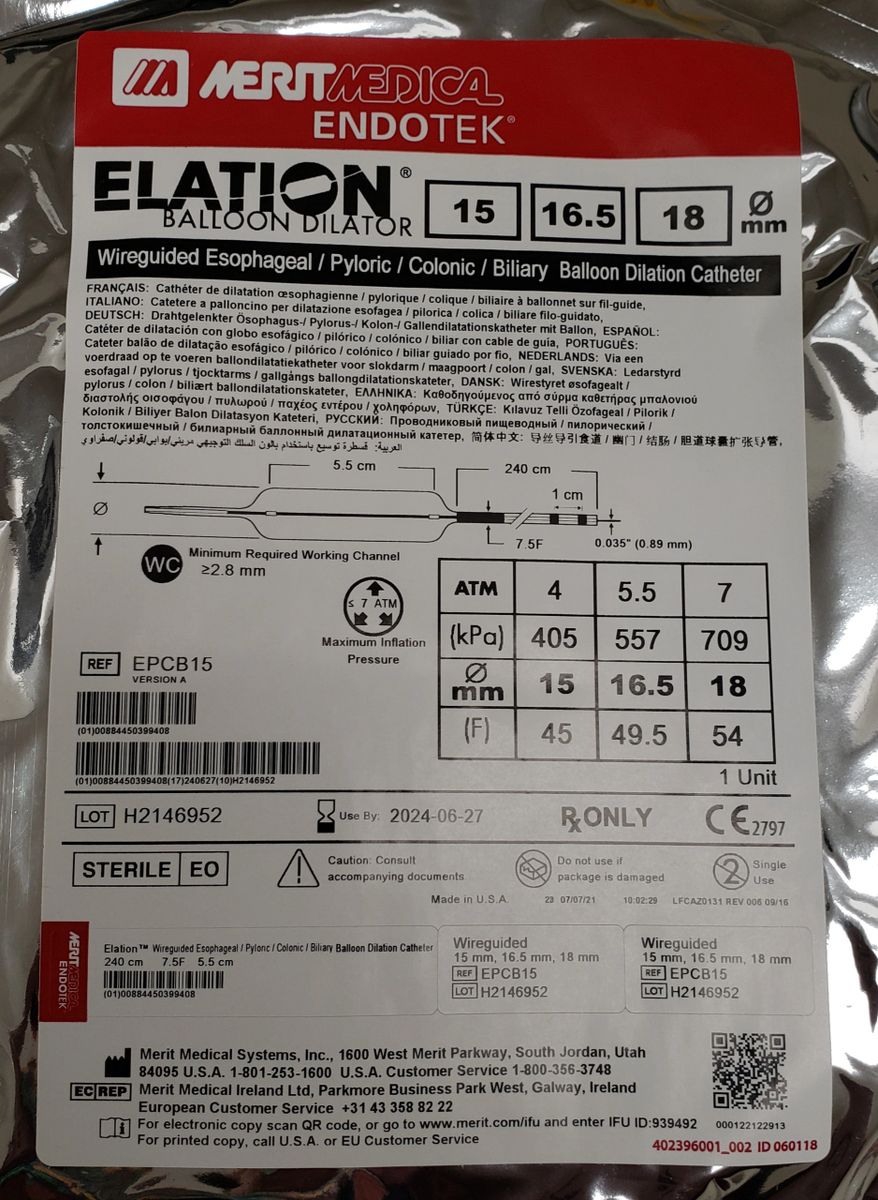 MERITMEDICAL
ENDOTEK®
ELATION®
BALLOON DILATOR
15 16.5 18 Ø mm
Wireguided Esophageal / Pyloric / Colonic / Biliary Balloon Dilation Catheter
FRANÇAIS: Cathéter de dilatation œsophagienne / pylorique / colique / biliaire à ballonnet sur fil-guide,
ITALIANO: Catetere a palloncino per dilatazione esofagea / pilorica / colica / biliare filo-guidato,
DEUTSCH: Drahtgelenkter Ösophagus-/ Pylorus-/ Kolon-/ Gallendilatationskatheter mit Ballon, ESPAÑOL:
Catéter de dilatación con globo esofágico / pilórico / colónico / biliar con cable de guía, PORTUGUÊS:
Cateter balão de dilatação esofágico / pilórico / colónico / biliar guiado por fio, NEDERLANDS: Via een
voerdraad op te voeren ballondilatatiekatheter voor slokdarm / maagpoort / colon / gal, SVENSKA: Ledarstyrd
esofagal / pylorus / tjocktarms / gallgångs ballongdilatationskateter, DANSK: Wirestyret øsofagealt /
pylorus / colon / biliært ballondilatationskateter, ΕΛΛΗΝΙΚΑ: Καθοδηγούμενος από σύρμα καθετήρας μπαλονιού
διαστολής οισοφάγου / πυλωρού / παχέος εντέρου / χοληφόρων, TÜRKÇE: Kılavuz Telli Özofageal / Pilorik /
Kolonik / Biliyer Balon Dilatasyon Kateteri, РУССКИЙ: Проводниковый пищеводный / пилорический /
толстокишечный / билиарный баллонный дилатационный катетер, 简体中文: 导丝导引食道 / 幽门 / 结肠 / 胆道球囊扩张导管,
العربية: قسطرة توسيع باستخدام بالون السلك التوجيهي مريئي/بوابي/قولوني/صفراوي
5.5 cm
240 cm
1 cm
Ø
7.5F
0.035" (0.89 mm)
WC Minimum Required Working Channel
≥2.8 mm
≤ 7 ATM
Maximum Inflation
Pressure
ATM 4 5.5 7
(kPa) 405 557 709
Ø mm 15 16.5 18
(F) 45 49.5 54
REF EPCB15
VERSION A
(01)00884450399408
(01)00884450399408(17)240627(10)H2146952
1 Unit
LOT H2146952
Use By: 2024-06-27
Rx ONLY
CE 2797
STERILE EO
Caution: Consult
accompanying documents
Do not use if
package is damaged
2 Single
Use
Made in U.S.A. 23 07/07/21 10:02:29 LFCAZ0131 REV 006 09/16
MERITMEDICAL
ENDOTEK
Elation™ Wireguided Esophageal / Pyloric / Colonic / Biliary Balloon Dilation Catheter
240 cm 7.5F 5.5 cm
(01)00884450399408
Wireguided
15 mm, 16.5 mm, 18 mm
REF EPCB15
LOT H2146952
Wireguided
15 mm, 16.5 mm, 18 mm
REF EPCB15
LOT H2146952
Merit Medical Systems, Inc., 1600 West Merit Parkway, South Jordan, Utah
84095 U.S.A. 1-801-253-1600 U.S.A. Customer Service 1-800-356-3748
EC REP Merit Medical Ireland Ltd, Parkmore Business Park West, Galway, Ireland
European Customer Service +31 43 358 82 22
i For electronic copy scan QR code, or go to www.merit.com/ifu and enter IFU ID:939492
For printed copy, call U.S.A. or EU Customer Service
000122122913
402396001_002 ID 060118